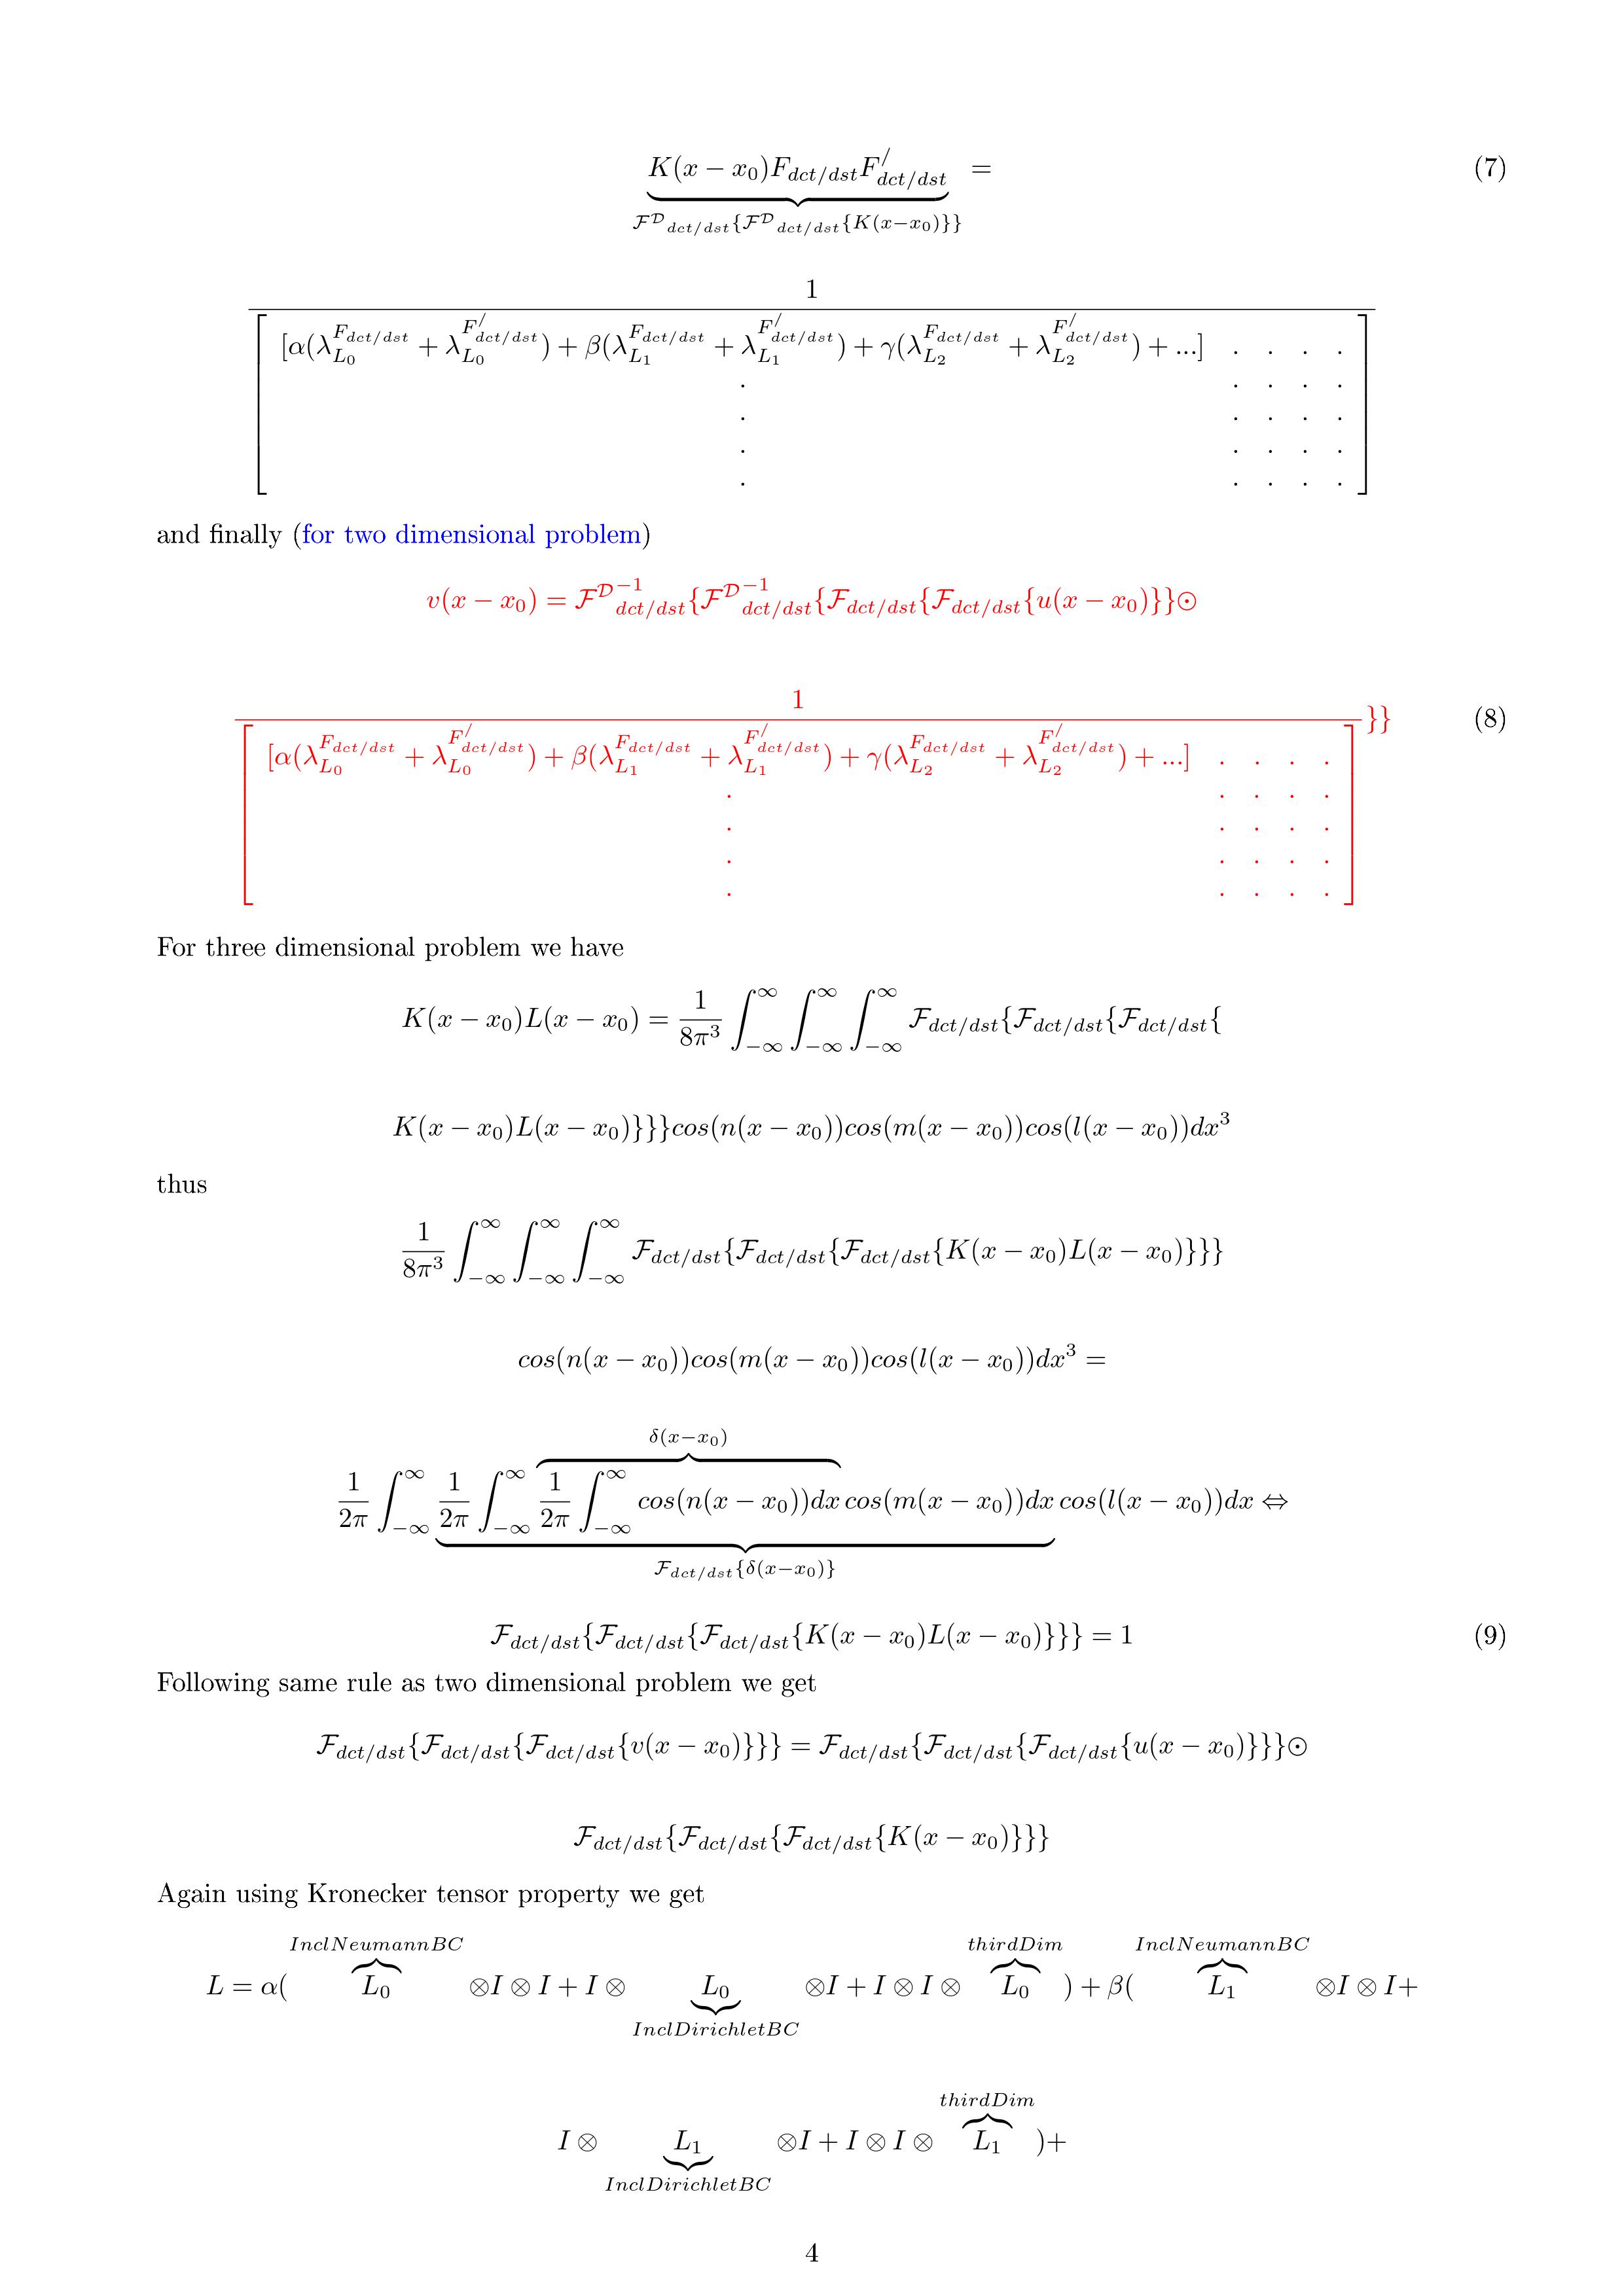 $$\underbrace{K(x-x_0)F_{dct/dst}F^{/}_{dct/dst}}_{\mathcal{F^D}_{dct/dst}\{\mathcal{F^D}_{dct/dst}\{K(x-x_0)\}\}} = \quad (7)$$
$$\frac{1}{\begin{bmatrix} [\alpha(\lambda_{L_0}^{F_{dct/dst}} + \lambda_{L_0}^{F^{/}_{dct/dst}}) + \beta(\lambda_{L_1}^{F_{dct/dst}} + \lambda_{L_1}^{F^{/}_{dct/dst}}) + \gamma(\lambda_{L_2}^{F_{dct/dst}} + \lambda_{L_2}^{F^{/}_{dct/dst}}) + ...] & . & . & . & . \\ . & . & . & . & . \\ . & . & . & . & . \\ . & . & . & . & . \\ . & . & . & . & . \end{bmatrix}}$$
and finally (for two dimensional problem)
$$v(x-x_0) = \mathcal{F^D}^{-1}_{dct/dst}\{\mathcal{F^D}^{-1}_{dct/dst}\{\mathcal{F}_{dct/dst}\{\mathcal{F}_{dct/dst}\{u(x-x_0)\}\}\odot$$
$$\frac{1}{\begin{bmatrix} [\alpha(\lambda_{L_0}^{F_{dct/dst}} + \lambda_{L_0}^{F^{/}_{dct/dst}}) + \beta(\lambda_{L_1}^{F_{dct/dst}} + \lambda_{L_1}^{F^{/}_{dct/dst}}) + \gamma(\lambda_{L_2}^{F_{dct/dst}} + \lambda_{L_2}^{F^{/}_{dct/dst}}) + ...] & . & . & . & . \\ . & . & . & . & . \\ . & . & . & . & . \\ . & . & . & . & . \\ . & . & . & . & . \end{bmatrix}}\}\} \quad (8)$$
For three dimensional problem we have
$$K(x-x_0)L(x-x_0) = \frac{1}{8\pi^3}\int_{-\infty}^{\infty}\int_{-\infty}^{\infty}\int_{-\infty}^{\infty} \mathcal{F}_{dct/dst}\{\mathcal{F}_{dct/dst}\{\mathcal{F}_{dct/dst}\{$$
$$K(x-x_0)L(x-x_0)\}\}\}cos(n(x-x_0))cos(m(x-x_0))cos(l(x-x_0))dx^3$$
thus
$$\frac{1}{8\pi^3}\int_{-\infty}^{\infty}\int_{-\infty}^{\infty}\int_{-\infty}^{\infty} \mathcal{F}_{dct/dst}\{\mathcal{F}_{dct/dst}\{\mathcal{F}_{dct/dst}\{K(x-x_0)L(x-x_0)\}\}\}$$
$$cos(n(x-x_0))cos(m(x-x_0))cos(l(x-x_0))dx^3 =$$
$$\frac{1}{2\pi}\int_{-\infty}^{\infty}\underbrace{\frac{1}{2\pi}\int_{-\infty}^{\infty}\overbrace{\frac{1}{2\pi}\int_{-\infty}^{\infty}cos(n(x-x_0))dx}^{\delta(x-x_0)}cos(m(x-x_0))dx}_{\mathcal{F}_{dct/dst}\{\delta(x-x_0)\}}cos(l(x-x_0))dx \Leftrightarrow$$
$$\mathcal{F}_{dct/dst}\{\mathcal{F}_{dct/dst}\{\mathcal{F}_{dct/dst}\{K(x-x_0)L(x-x_0)\}\}\} = 1 \quad (9)$$
Following same rule as two dimensional problem we get
$$\mathcal{F}_{dct/dst}\{\mathcal{F}_{dct/dst}\{\mathcal{F}_{dct/dst}\{v(x-x_0)\}\}\} = \mathcal{F}_{dct/dst}\{\mathcal{F}_{dct/dst}\{\mathcal{F}_{dct/dst}\{u(x-x_0)\}\}\}\odot$$
$$\mathcal{F}_{dct/dst}\{\mathcal{F}_{dct/dst}\{\mathcal{F}_{dct/dst}\{K(x-x_0)\}\}\}$$
Again using Kronecker tensor property we get
$$L = \alpha(\overbrace{L_0}^{InclNeumannBC} \otimes I \otimes I + I \otimes \underbrace{L_0}_{InclDirichletBC} \otimes I + I \otimes I \otimes \overbrace{L_0}^{thirdDim}) + \beta(\overbrace{L_1}^{InclNeumannBC} \otimes I \otimes I+$$
$$I \otimes \underbrace{L_1}_{InclDirichletBC} \otimes I + I \otimes I \otimes \overbrace{L_1}^{thirdDim})+$$
4